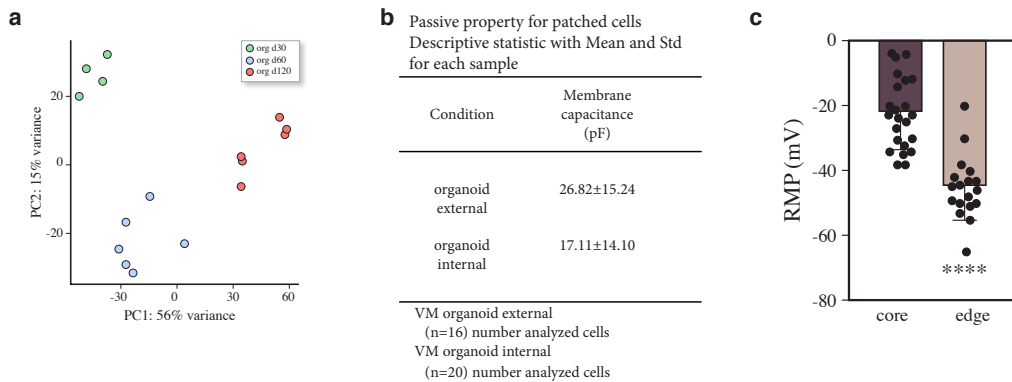 a
org d30
org d60
org d120
20
0
-20
PC2: 15% variance
-30
0
30
60
PC1: 56% variance
b
Passive property for patched cells
Descriptive statistic with Mean and Std
for each sample
Condition
Membrane
capacitance
(pF)
organoid
external
26.82±15.24
organoid
internal
17.11±14.10
VM organoid external
(n=16) number analyzed cells
VM organoid internal
(n=20) number analyzed cells
c
0
-20
-40
-60
-80
RMP (mV)
****
core
edge